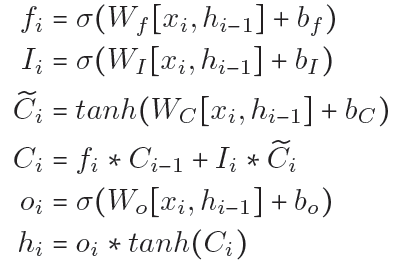 f_i = σ(W_f[x_i, h_{i−1}] + b_f)
I_i = σ(W_I[x_i, h_{i−1}] + b_I)
C̃_i = tanh(W_C[x_i, h_{i−1}] + b_C)
C_i = f_i * C_{i−1} + I_i * C̃_i
o_i = σ(W_o[x_i, h_{i−1}] + b_o)
h_i = o_i * tanh(C_i)